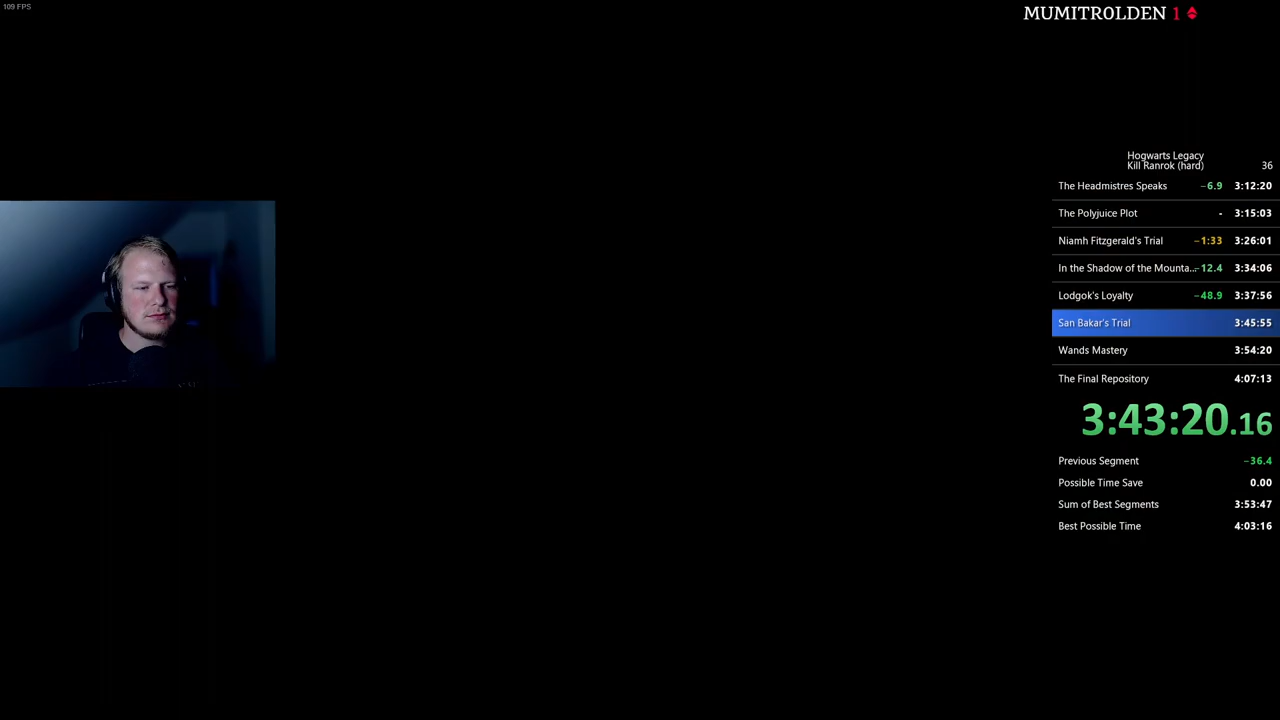 109 FPS
MUMITROLDEN 1
Hogwarts Legacy
Kill Ranrok (hard) 36
The Headmistres Speaks −6.9 3:12:20
The Polyjuice Plot - 3:15:03
Niamh Fitzgerald's Trial −1:33 3:26:01
In the Shadow of the Mounta... −12.4 3:34:06
Lodgok's Loyalty −48.9 3:37:56
San Bakar's Trial 3:45:55
Wands Mastery 3:54:20
The Final Repository 4:07:13
3:43:20.16
Previous Segment −36.4
Possible Time Save 0.00
Sum of Best Segments 3:53:47
Best Possible Time 4:03:16